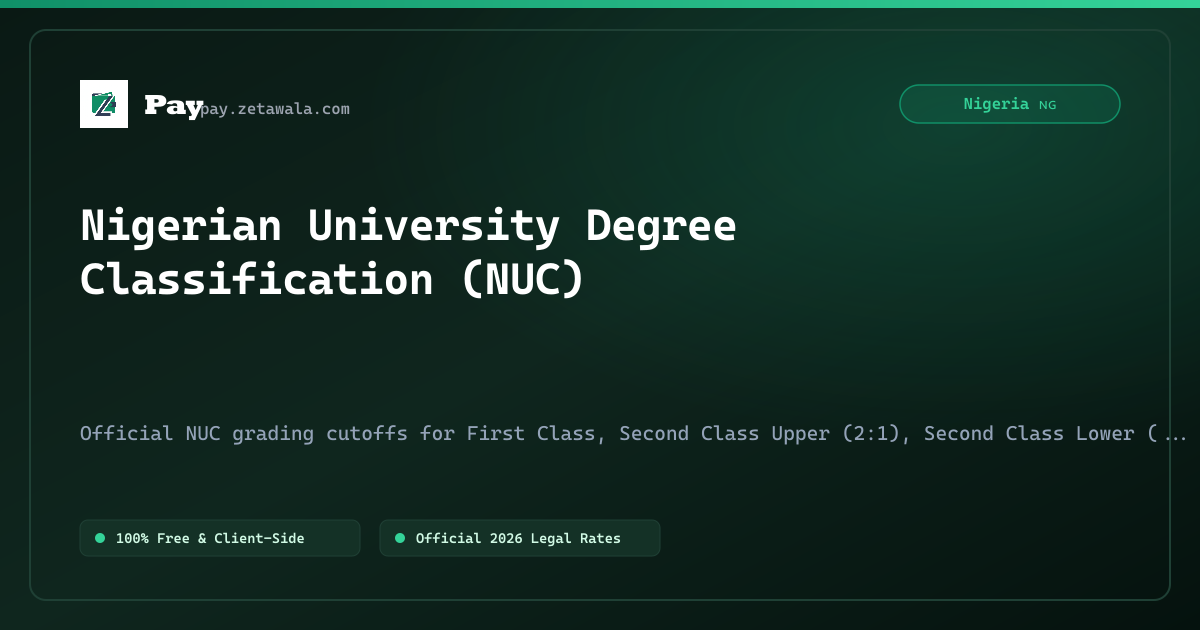 Pay
pay.zetawala.com
Nigeria NG
Nigerian University Degree
Classification (NUC)
Official NUC grading cutoffs for First Class, Second Class Upper (2:1), Second Class Lower (...
100% Free & Client-Side
Official 2026 Legal Rates